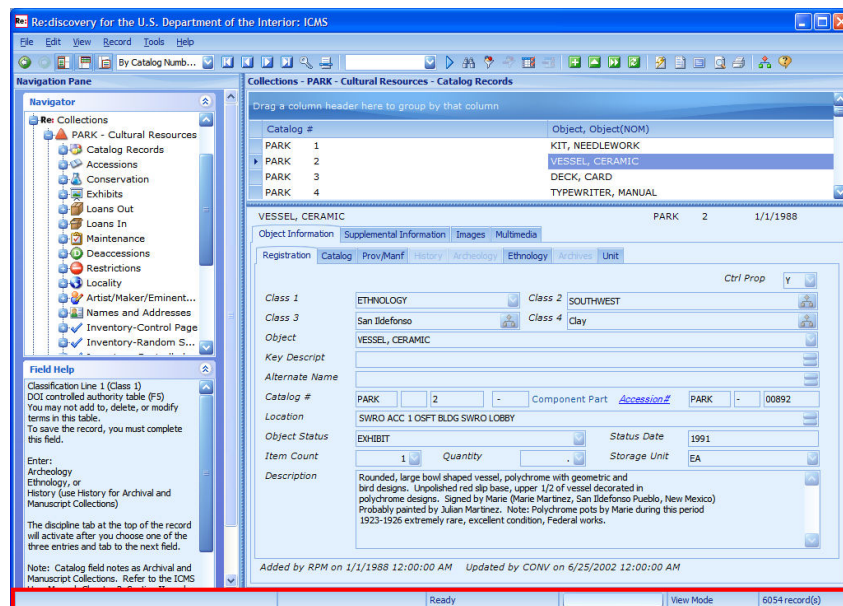 Re:discovery for the U.S. Department of the Interior: ICMS
File Edit View Record Tools Help
By Catalog Numb...
Navigation Pane
Navigator
Re: Collections
PARK - Cultural Resources
Catalog Records
Accessions
Conservation
Exhibits
Loans Out
Loans In
Maintenance
Deaccessions
Restrictions
Locality
Artist/Maker/Eminent...
Names and Addresses
Inventory-Control Page
Inventory-Random S...
Field Help
Classification Line 1 (Class 1)
DOI controlled authority table (F5)
You may not add to, delete, or modify
terms in this table.
To save the record, you must complete
this field.
Enter:
Archeology
Ethnology, or
History (use History for Archival and
Manuscript Collections)
The discipline tab at the top of the record
will activate after you choose one of the
three entries and tab to the next field.
Note: Catalog field notes as Archival and
Manuscript Collections. Refer to the ICMS
Collections - PARK - Cultural Resources - Catalog Records
Drag a column header here to group by that column
Catalog # Object, Object(NOM)
PARK 1 KIT, NEEDLEWORK
PARK 2 VESSEL, CERAMIC
PARK 3 DECK, CARD
PARK 4 TYPEWRITER, MANUAL
VESSEL, CERAMIC PARK 2 1/1/1988
Object Information Supplemental Information Images Multimedia
Registration Catalog Prov/Manf History Archeology Ethnology Archives Unit
Ctrl Prop Y
Class 1 ETHNOLOGY Class 2 SOUTHWEST
Class 3 San Ildefonso Class 4 Clay
Object VESSEL, CERAMIC
Key Descript
Alternate Name
Catalog # PARK 2 - Component Part Accession# PARK - 00892
Location SWRO ACC 1 OSFT BLDG SWRO LOBBY
Object Status EXHIBIT Status Date 1991
Item Count 1 Quantity . Storage Unit EA
Description Rounded, large bowl shaped vessel, polychrome with geometric and
bird designs. Unpolished red slip base, upper 1/2 of vessel decorated in
polychrome designs. Signed by Marie (Marie Martinez, San Ildefonso Pueblo, New Mexico)
Probably painted by Julian Martinez. Note: Polychrome pots by Marie during this period
1923-1926 extremely rare, excellent condition, Federal works.
Added by RPM on 1/1/1988 12:00:00 AM Updated by CONV on 6/25/2002 12:00:00 AM
Ready View Mode 6054 record(s)